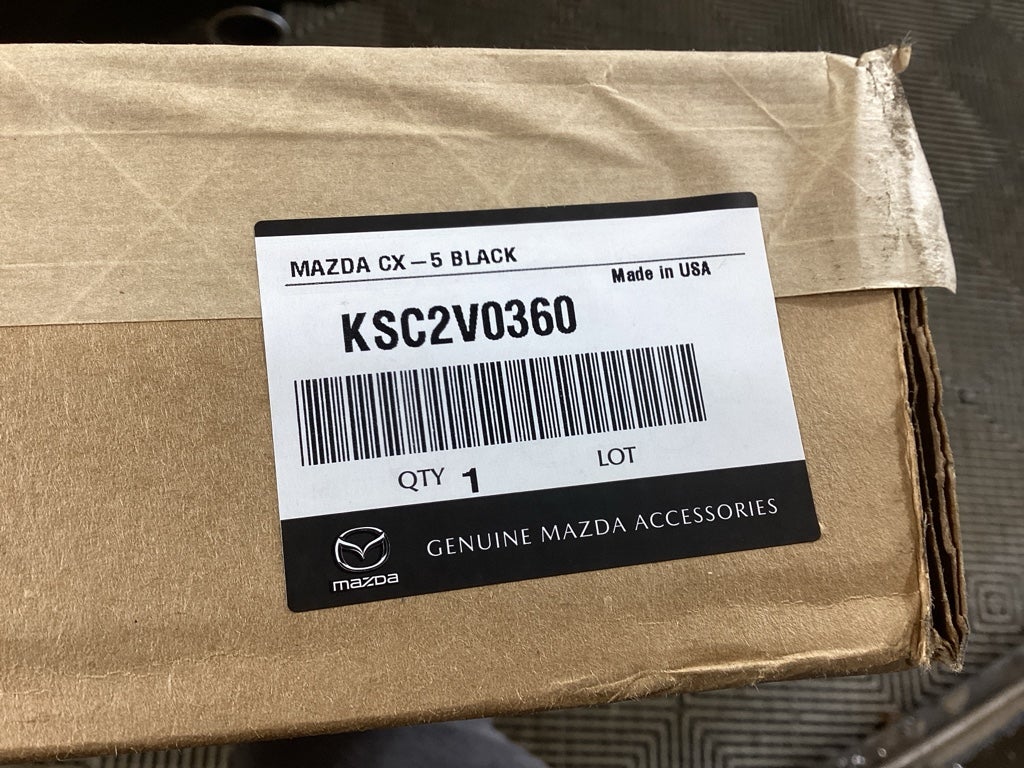 MAZDA CX-5 BLACK
Made in USA
KSC2V0360
QTY 1 LOT
mazda
GENUINE MAZDA ACCESSORIES